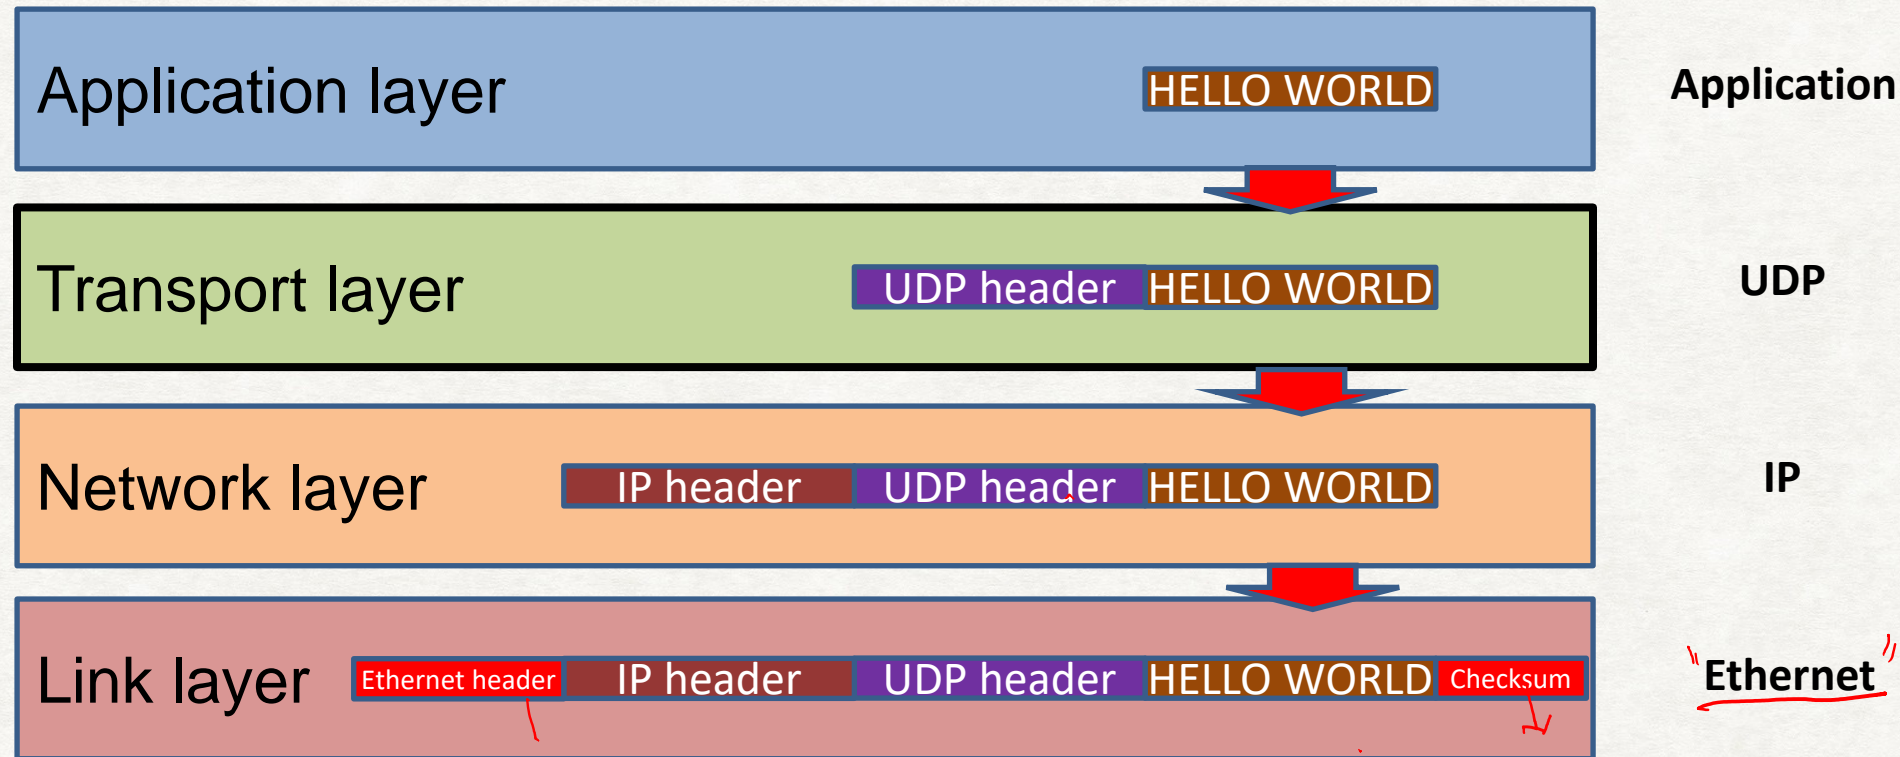 Application layer HELLO WORLD Application
Transport layer UDP header HELLO WORLD UDP
Network layer IP header UDP header HELLO WORLD IP
Link layer Ethernet header IP header UDP header HELLO WORLD Checksum "Ethernet"